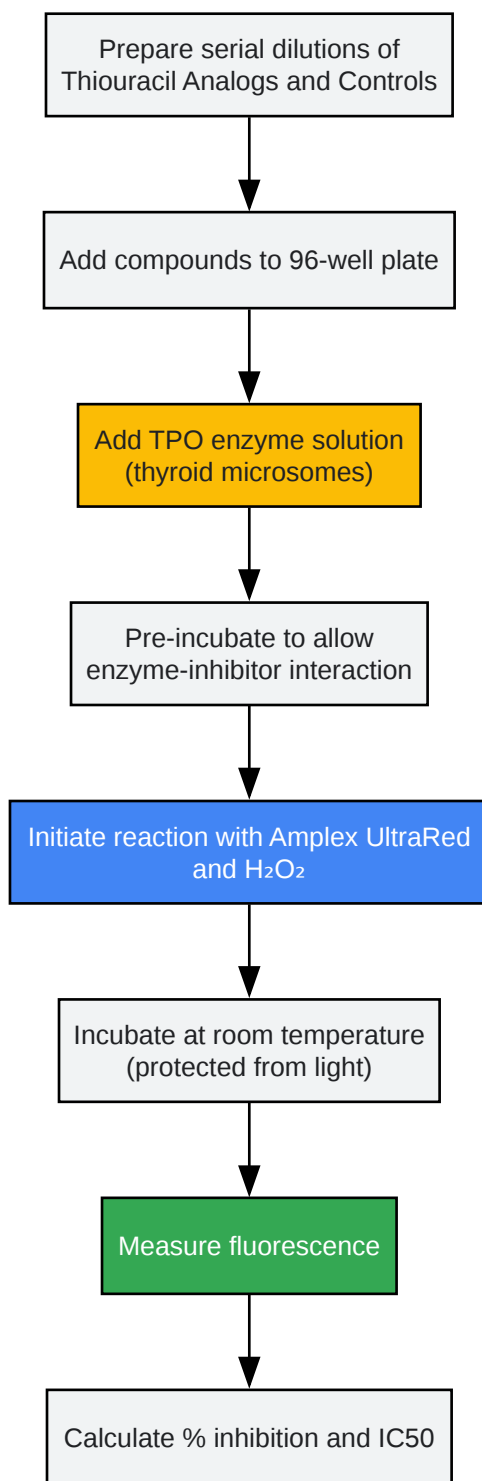 Prepare serial dilutions of
Thiouracil Analogs and Controls
Add compounds to 96-well plate
Add TPO enzyme solution
(thyroid microsomes)
Pre-incubate to allow
enzyme-inhibitor interaction
Initiate reaction with Amplex UltraRed
and H₂O₂
Incubate at room temperature
(protected from light)
Measure fluorescence
Calculate % inhibition and IC50